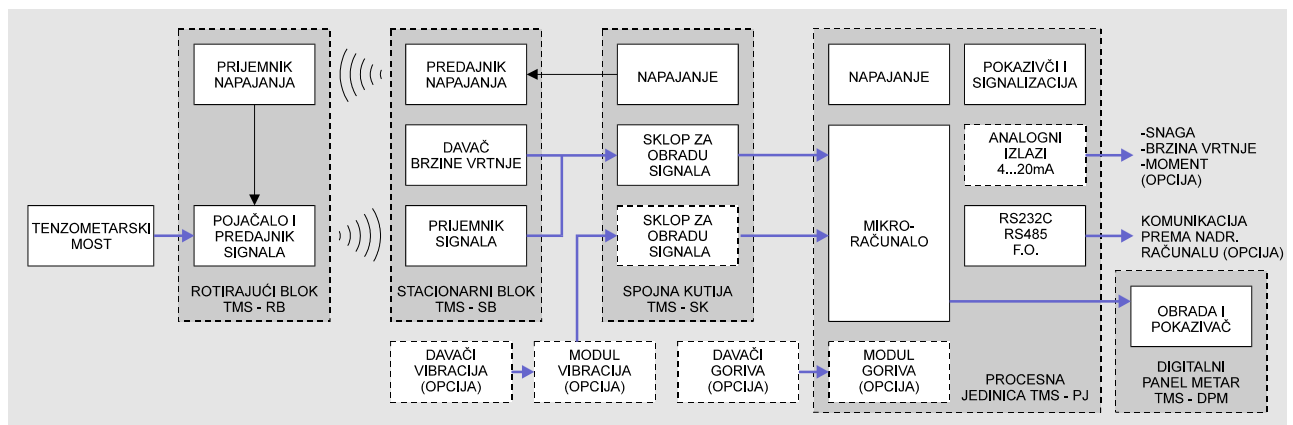 PRIJEMNIK
NAPAJANJA
PREDAJNIK
NAPAJANJA
NAPAJANJE
NAPAJANJE
POKAZIVČI I
SIGNALIZACIJA
DAVAČ
BRZINE VRTNJE
SKLOP ZA
OBRADU
SIGNALA
ANALOGNI
IZLAZI
4...20mA
-SNAGA
-BRZINA VRTNJE
-MOMENT
(OPCIJA)
TENZOMETARSKI
MOST
POJAČALO I
PREDAJNIK
SIGNALA
PRIJEMNIK
SIGNALA
SKLOP ZA
OBRADU
SIGNALA
MIKRO-
RAČUNALO
RS232C
RS485
F.O.
KOMUNIKACIJA
PREMA NADR.
RAČUNALU (OPCIJA)
ROTIRAJUĆI BLOK
TMS - RB
STACIONARNI BLOK
TMS - SB
SPOJNA KUTIJA
TMS - SK
OBRADA I
POKAZIVAČ
DAVAČI
VIBRACIJA
(OPCIJA)
MODUL
VIBRACIJA
(OPCIJA)
DAVAČI
GORIVA
(OPCIJA)
MODUL
GORIVA
(OPCIJA)
PROCESNA
JEDINICA TMS - PJ
DIGITALNI
PANEL METAR
TMS - DPM